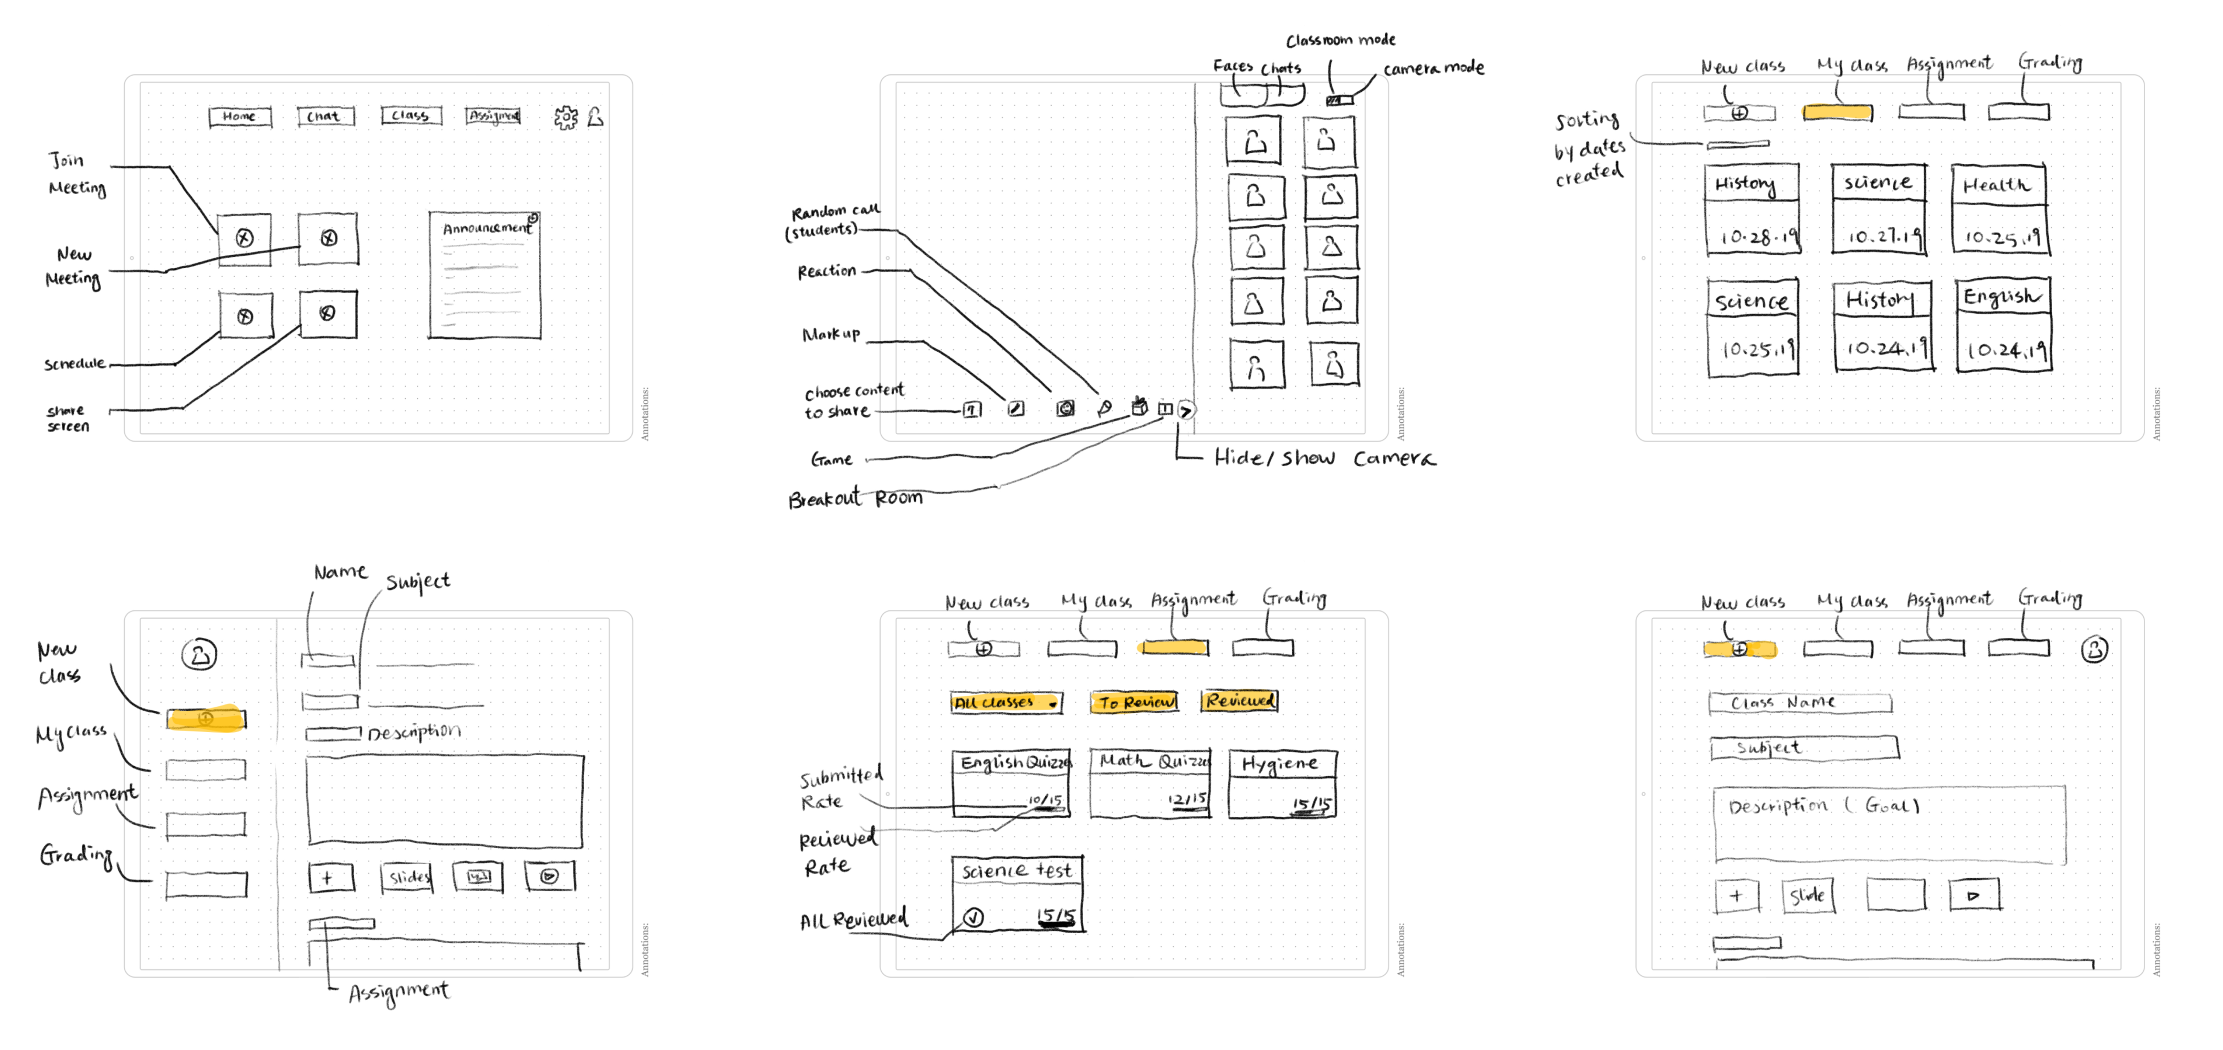 Home
Chat
Class
Assigment
Join
Meeting
New
Meeting
Announcement
Schedule
share
screen
Annotations:
Classroom mode
Faces
Chats
camera mode
Random call
(students)
Reaction
Markup
choose content
to share
Game
Breakout Room
Hide/Show Camera
Annotations:
New class
My class
Assignment
Grading
Sorting
by dates
created
History
science
Health
10.28.19
10.27.19
10.25.19
Science
History
English
10.25.19
10.24.19
10.24.19
Annotations:
Name
Subject
New
class
My class
Assignment
Grading
Description
+
slides
Assignment
Annotations:
New class
My class
Assignment
Grading
All classes
To Review
Reviewed
English Quizze
Math Quizze
Hygiene
Submitted
Rate
10/15
12/15
15/15
Reviewed
Rate
Science test
15/15
All Reviewed
Annotations:
New class
My class
Assignment
Grading
Class Name
Subject
Description (Goal)
+
Slide
Annotations: